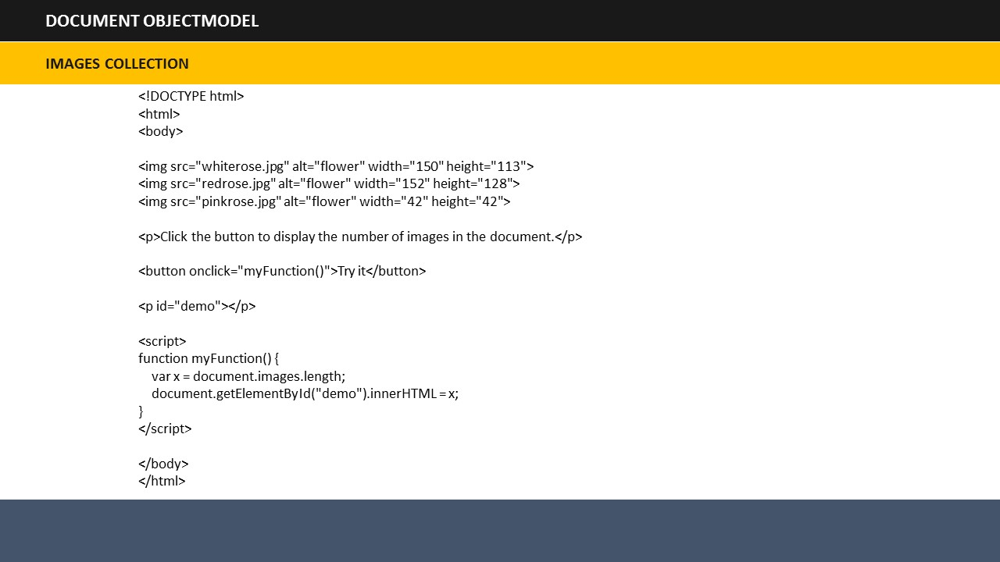 DOCUMENT OBJECTMODEL
IMAGES COLLECTION
<!DOCTYPE html>
<html>
<body>
<img src="whiterose.jpg" alt="flower" width="150" height="113">
<img src="redrose.jpg" alt="flower" width="152" height="128">
<img src="pinkrose.jpg" alt="flower" width="42" height="42">
<p>Click the button to display the number of images in the document.</p>
<button onclick="myFunction()">Try it</button>
<p id="demo"></p>
<script>
function myFunction() {
    var x = document.images.length;
    document.getElementById("demo").innerHTML = x;
}
</script>
</body>
</html>